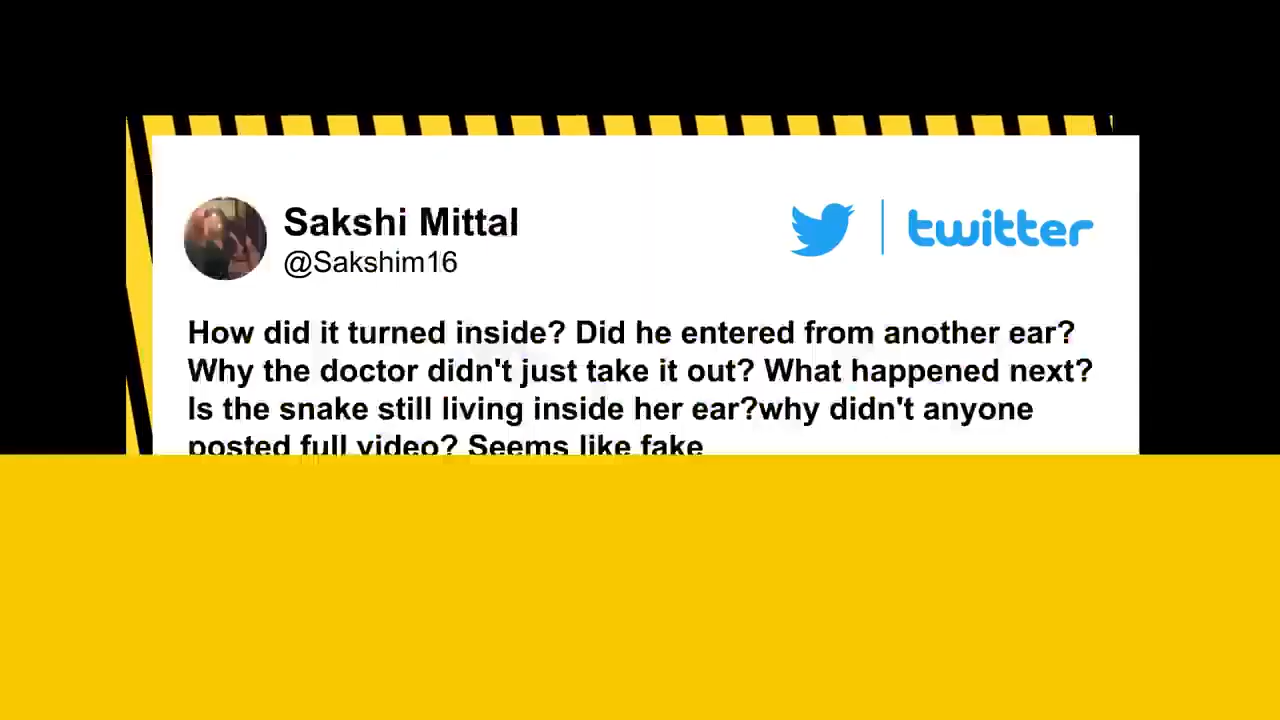 Sakshi Mittal
@Sakshim16
twitter
How did it turned inside? Did he entered from another ear?
Why the doctor didn't just take it out? What happened next?
Is the snake still living inside her ear?why didn't anyone
posted full video? Seems like fake